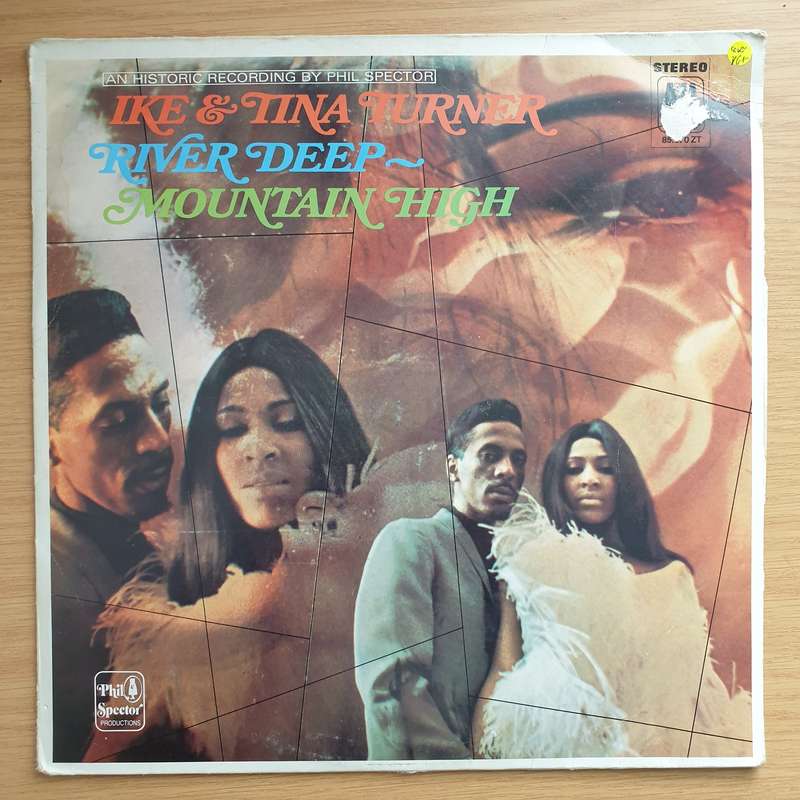 AN HISTORIC RECORDING BY PHIL SPECTOR
STEREO
IKE & TINA TURNER
RIVER DEEP~
MOUNTAIN HIGH
Phil
Spector
PRODUCTIONS